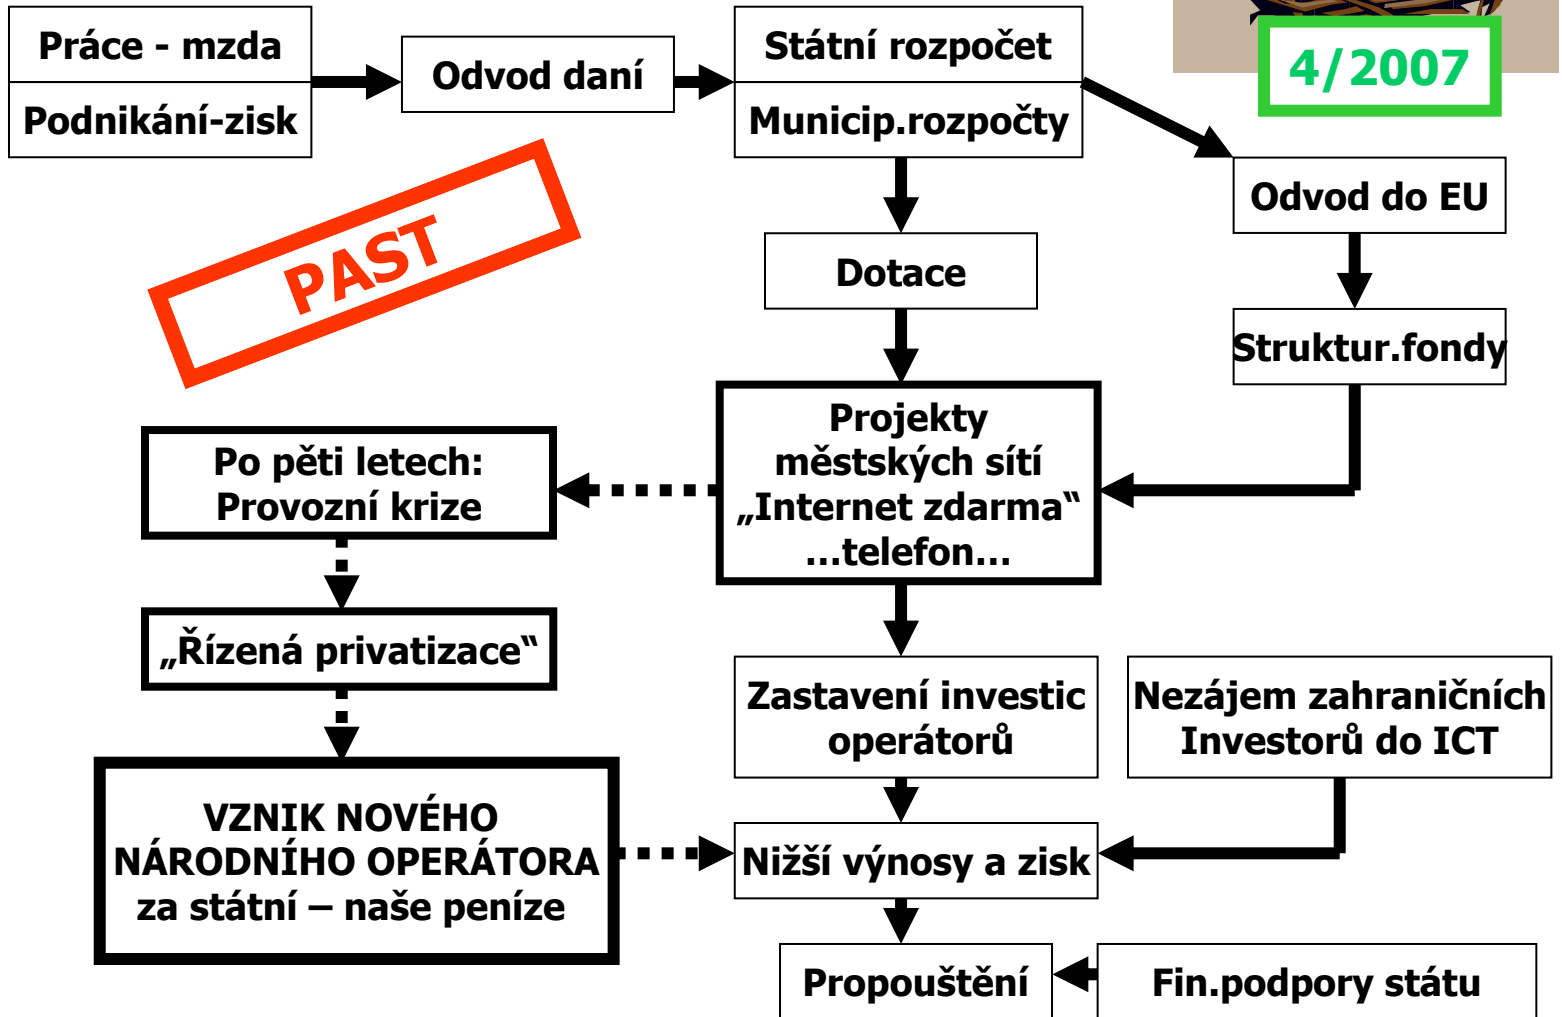 Práce - mzda
Podnikání-zisk
Odvod daní
Státní rozpočet
Municip.rozpočty
4/2007
Odvod do EU
PAST
Dotace
Struktur.fondy
Projekty
městských sítí
„Internet zdarma“
...telefon...
Po pěti letech:
Provozní krize
„Řízená privatizace“
Zastavení investic
operátorů
Nezájem zahraničních
Investorů do ICT
VZNIK NOVÉHO
NÁRODNÍHO OPERÁTORA
za státní – naše peníze
Nižší výnosy a zisk
Propouštění
Fin.podpory státu